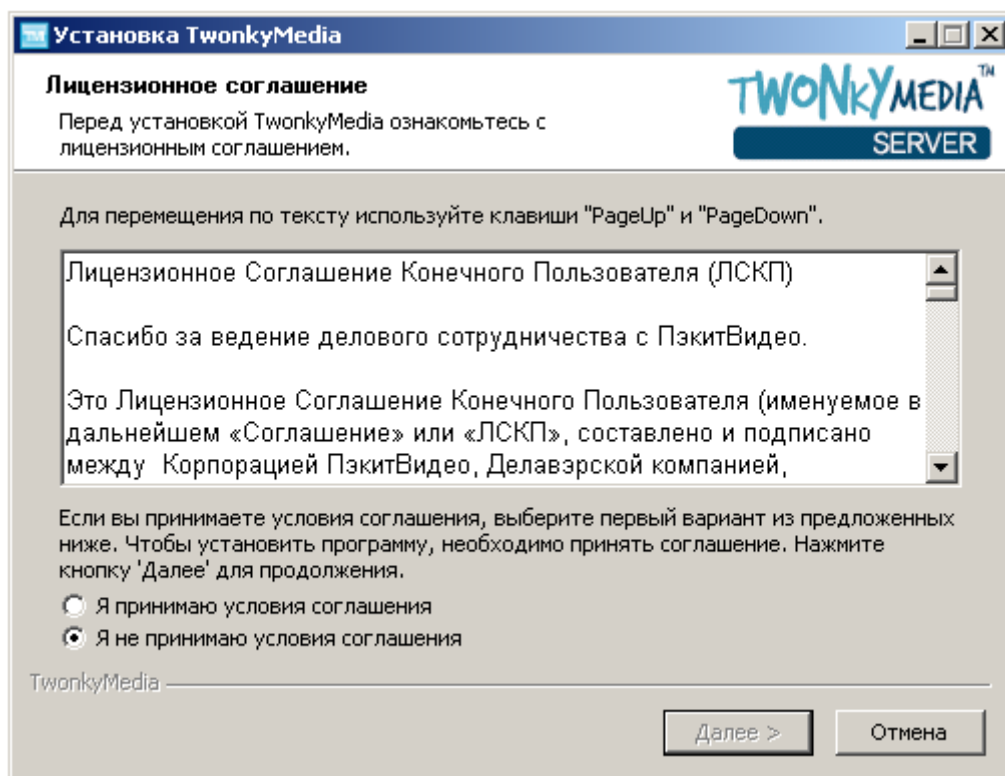 Установка TwonkyMedia
Лицензионное соглашение
Перед установкой TwonkyMedia ознакомьтесь с
лицензионным соглашением.
TWONKYMEDIA™
SERVER
Для перемещения по тексту используйте клавиши "PageUp" и "PageDown".
Лицензионное Соглашение Конечного Пользователя (ЛСКП)
Спасибо за ведение делового сотрудничества с ПэкитВидео.
Это Лицензионное Соглашение Конечного Пользователя (именуемое в
дальнейшем «Соглашение» или «ЛСКП», составлено и подписано
между  Корпорацией ПэкитВидео, Делавэрской компанией,
Если вы принимаете условия соглашения, выберите первый вариант из предложенных
ниже. Чтобы установить программу, необходимо принять соглашение. Нажмите
кнопку 'Далее' для продолжения.
Я принимаю условия соглашения
Я не принимаю условия соглашения
TwonkyMedia
Далее >
Отмена